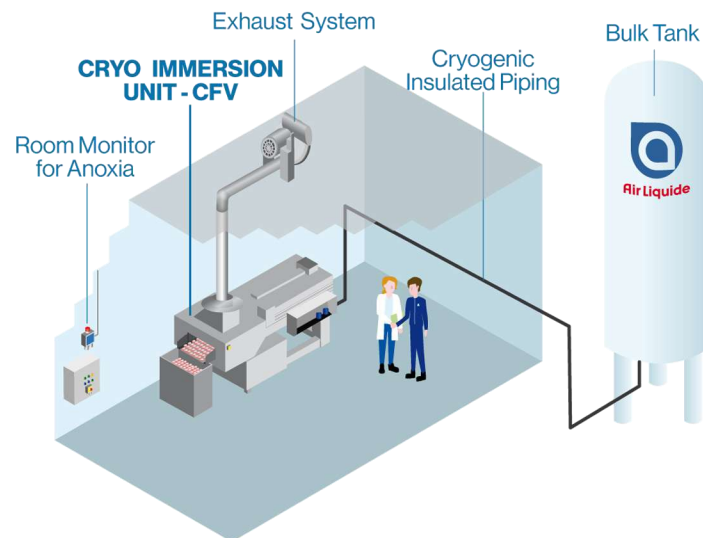 Exhaust System
Bulk Tank
CRYO IMMERSION
UNIT - CFV
Cryogenic
Insulated Piping
Room Monitor
for Anoxia
Air Liquide